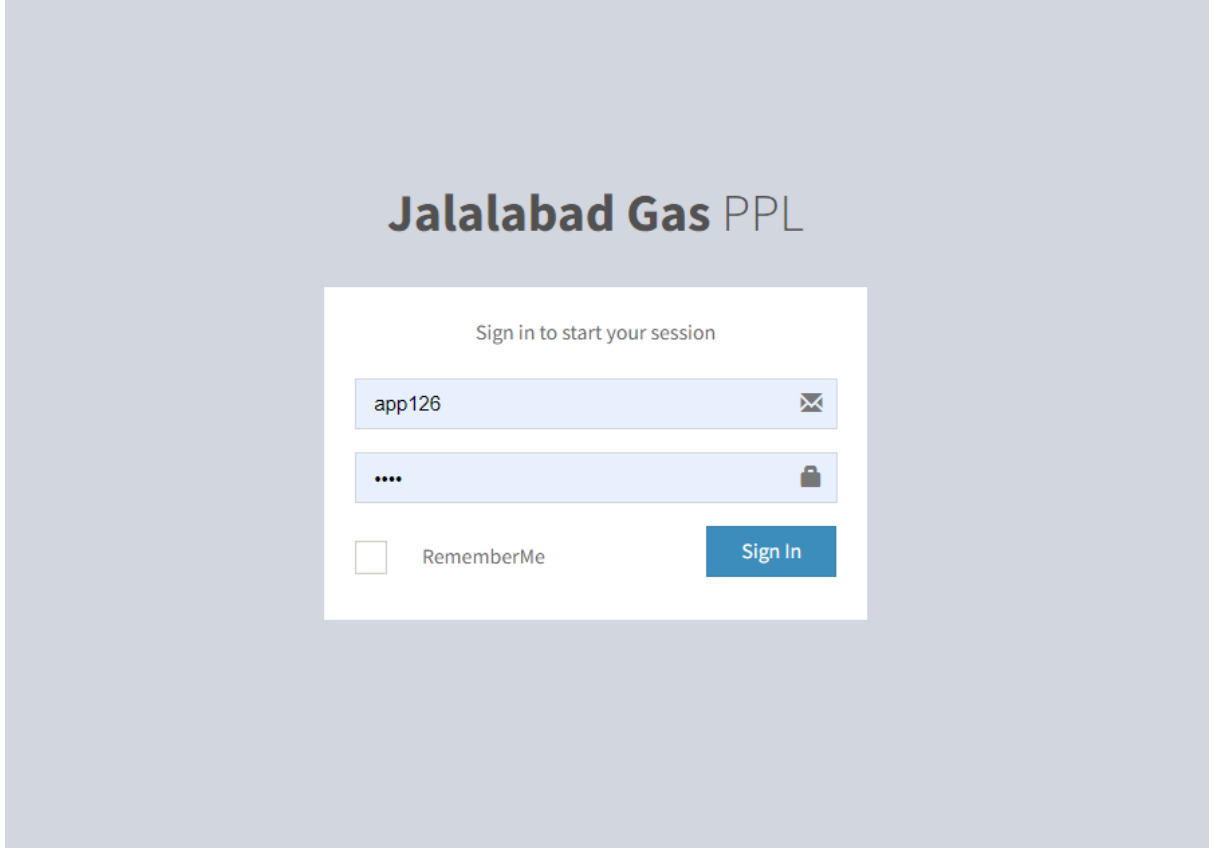 Jalalabad Gas PPL
Sign in to start your session
app126
••••
RememberMe
Sign In